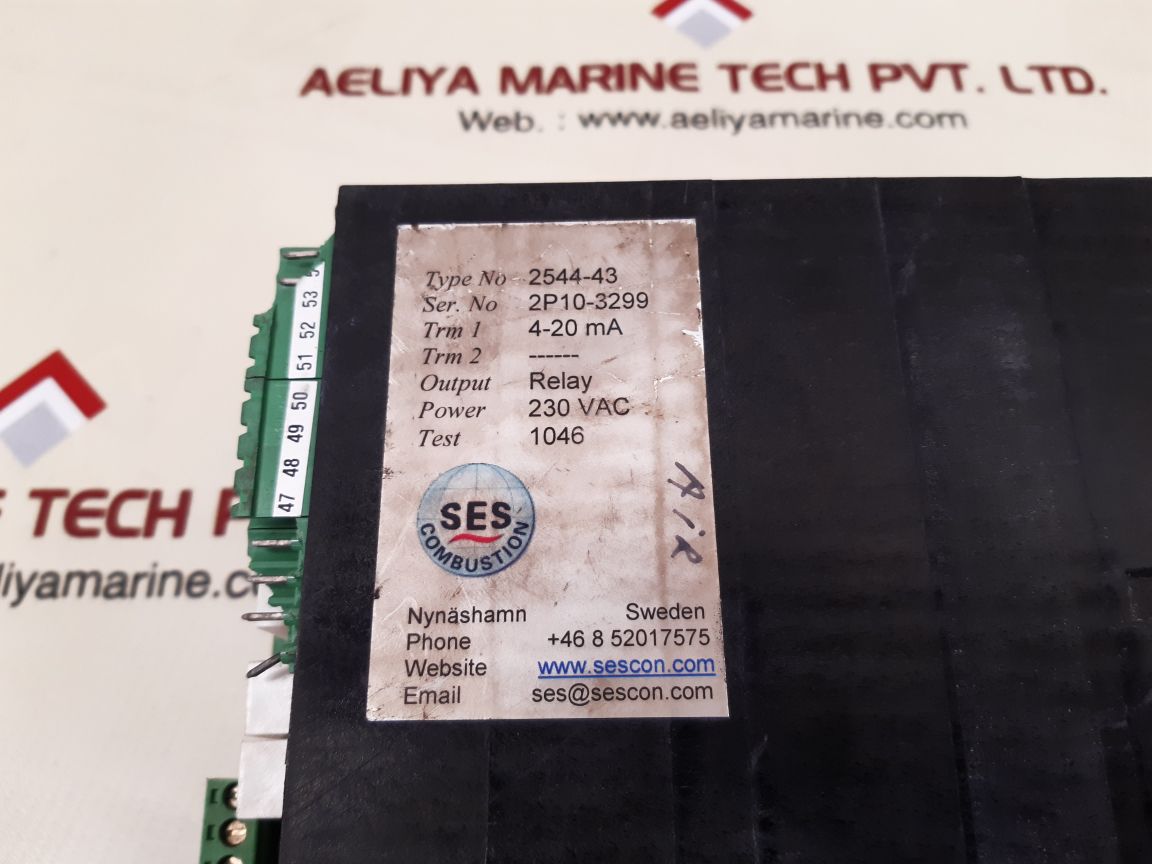 AELIYA MARINE TECH PVT. LTD.
Web. : www.aeliyamarine.com
Type No 2544-43
Ser. No 2P10-3299
Trm 1 4-20 mA
Trm 2 ------
Output Relay
Power 230 VAC
Test 1046
SES
COMBUSTION
AiR
Nynäshamn Sweden
Phone +46 8 52017575
Website www.sescon.com
Email ses@sescon.com
47 48 49 50 51 52 53
TECH